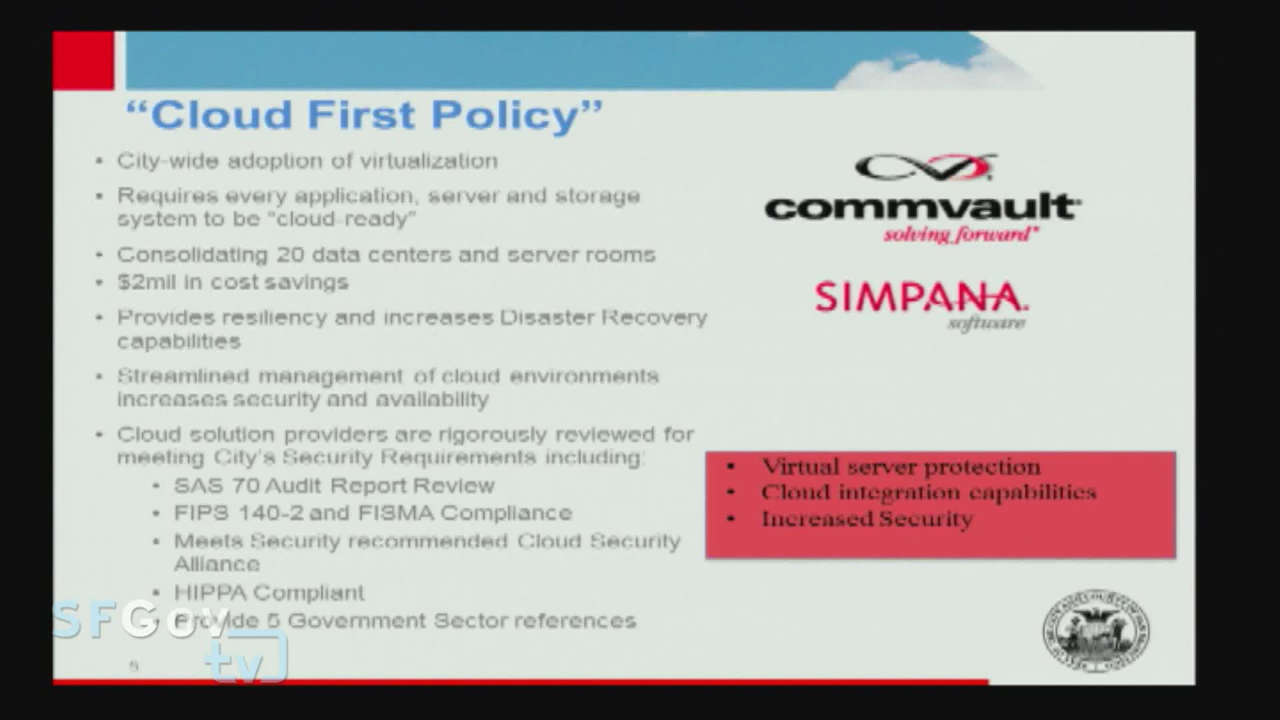 “Cloud First Policy”
• City-wide adoption of virtualization
• Requires every application, server and storage
system to be “cloud-ready”
• Consolidating 20 data centers and server rooms
• $2mil in cost savings
• Provides resiliency and increases Disaster Recovery
capabilities
• Streamlined management of cloud environments
increases security and availability
• Cloud solution providers are rigorously reviewed for
meeting City’s Security Requirements including:
• SAS 70 Audit Report Review
• FIPS 140-2 and FISMA Compliance
• Meets Security recommended Cloud Security
Alliance
• HIPPA Compliant
• Provide 5 Government Sector references
commvault
solving forward
SIMPANA
software
• Virtual server protection
• Cloud integration capabilities
• Increased Security
SFGov
tv